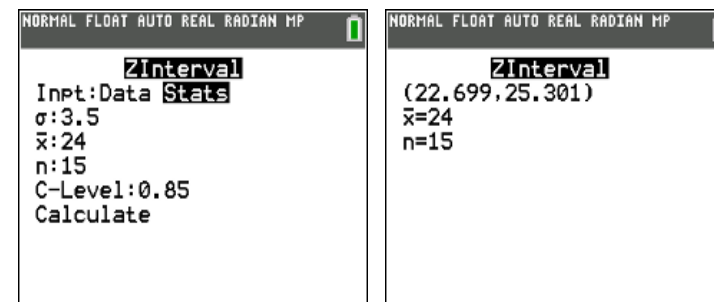 NORMAL FLOAT AUTO REAL RADIAN MP
ZInterval
Inpt:Data Stats
σ:3.5
x̄:24
n:15
C-Level:0.85
Calculate
NORMAL FLOAT AUTO REAL RADIAN MP
ZInterval
(22.699,25.301)
x̄=24
n=15